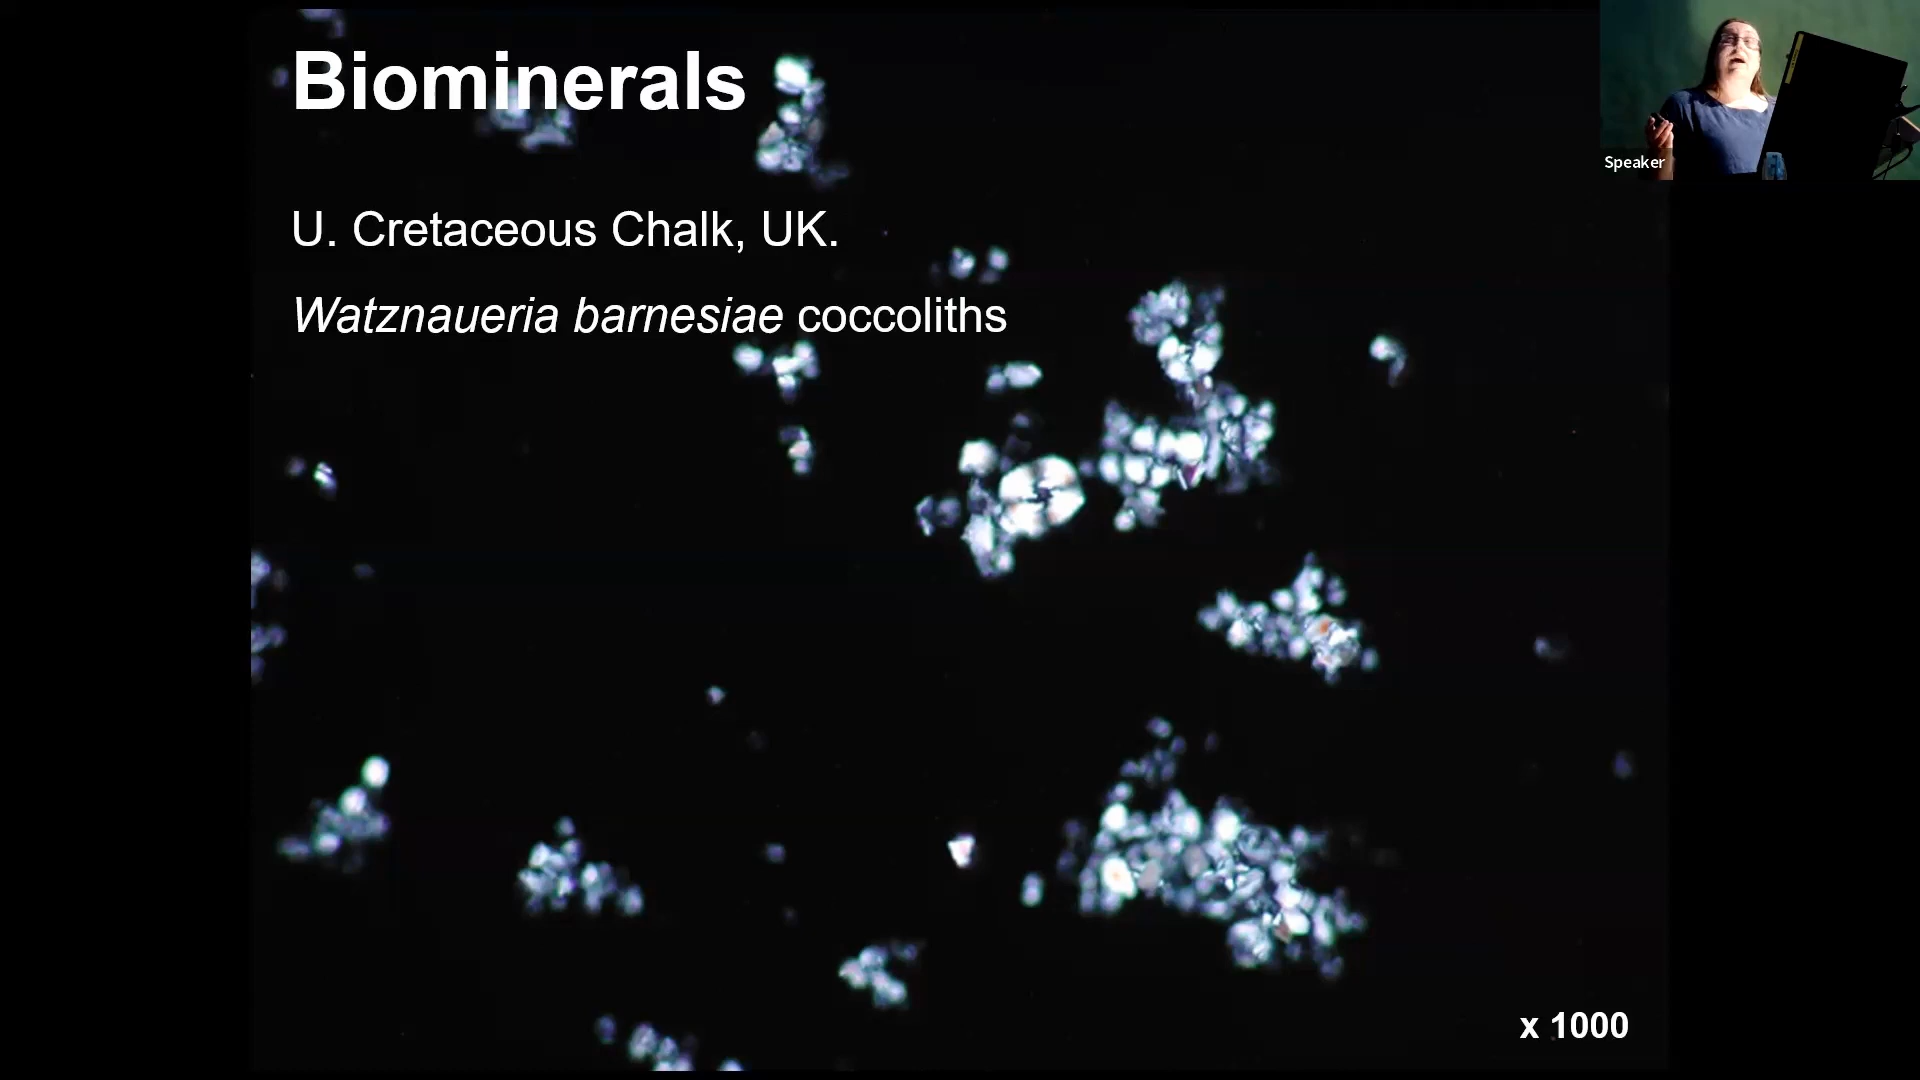 Biominerals
Speaker
U. Cretaceous Chalk, UK.
Watznaueria barnesiae coccoliths
x 1000